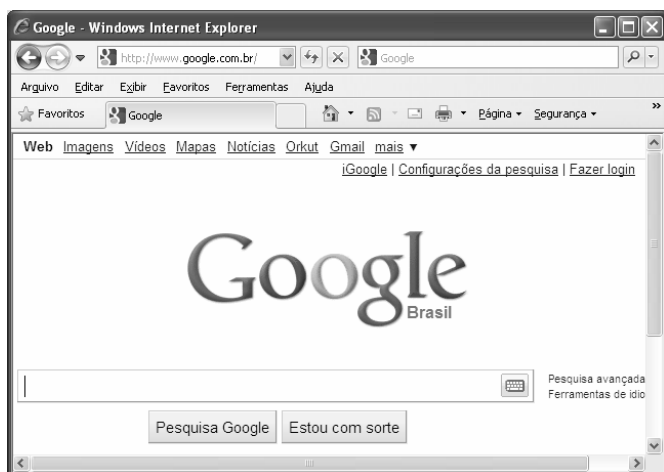 Google - Windows Internet Explorer
http://www.google.com.br/ Google
Arquivo Editar Exibir Favoritos Ferramentas Ajuda
Favoritos Google Página Segurança »
Web Imagens Vídeos Mapas Notícias Orkut Gmail mais ▼
iGoogle | Configurações da pesquisa | Fazer login
Google
Brasil
Pesquisa avançada
Ferramentas de idio
Pesquisa Google Estou com sorte